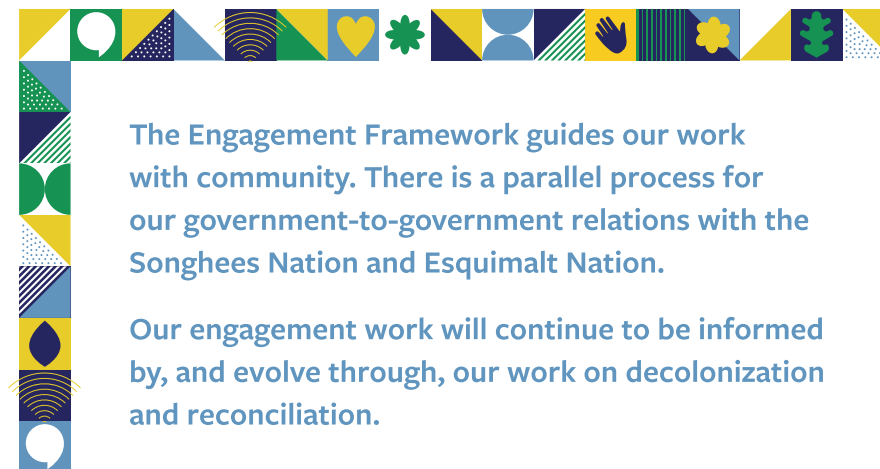 The Engagement Framework guides our work
with community. There is a parallel process for
our government-to-government relations with the
Songhees Nation and Esquimalt Nation.
Our engagement work will continue to be informed
by, and evolve through, our work on decolonization
and reconciliation.